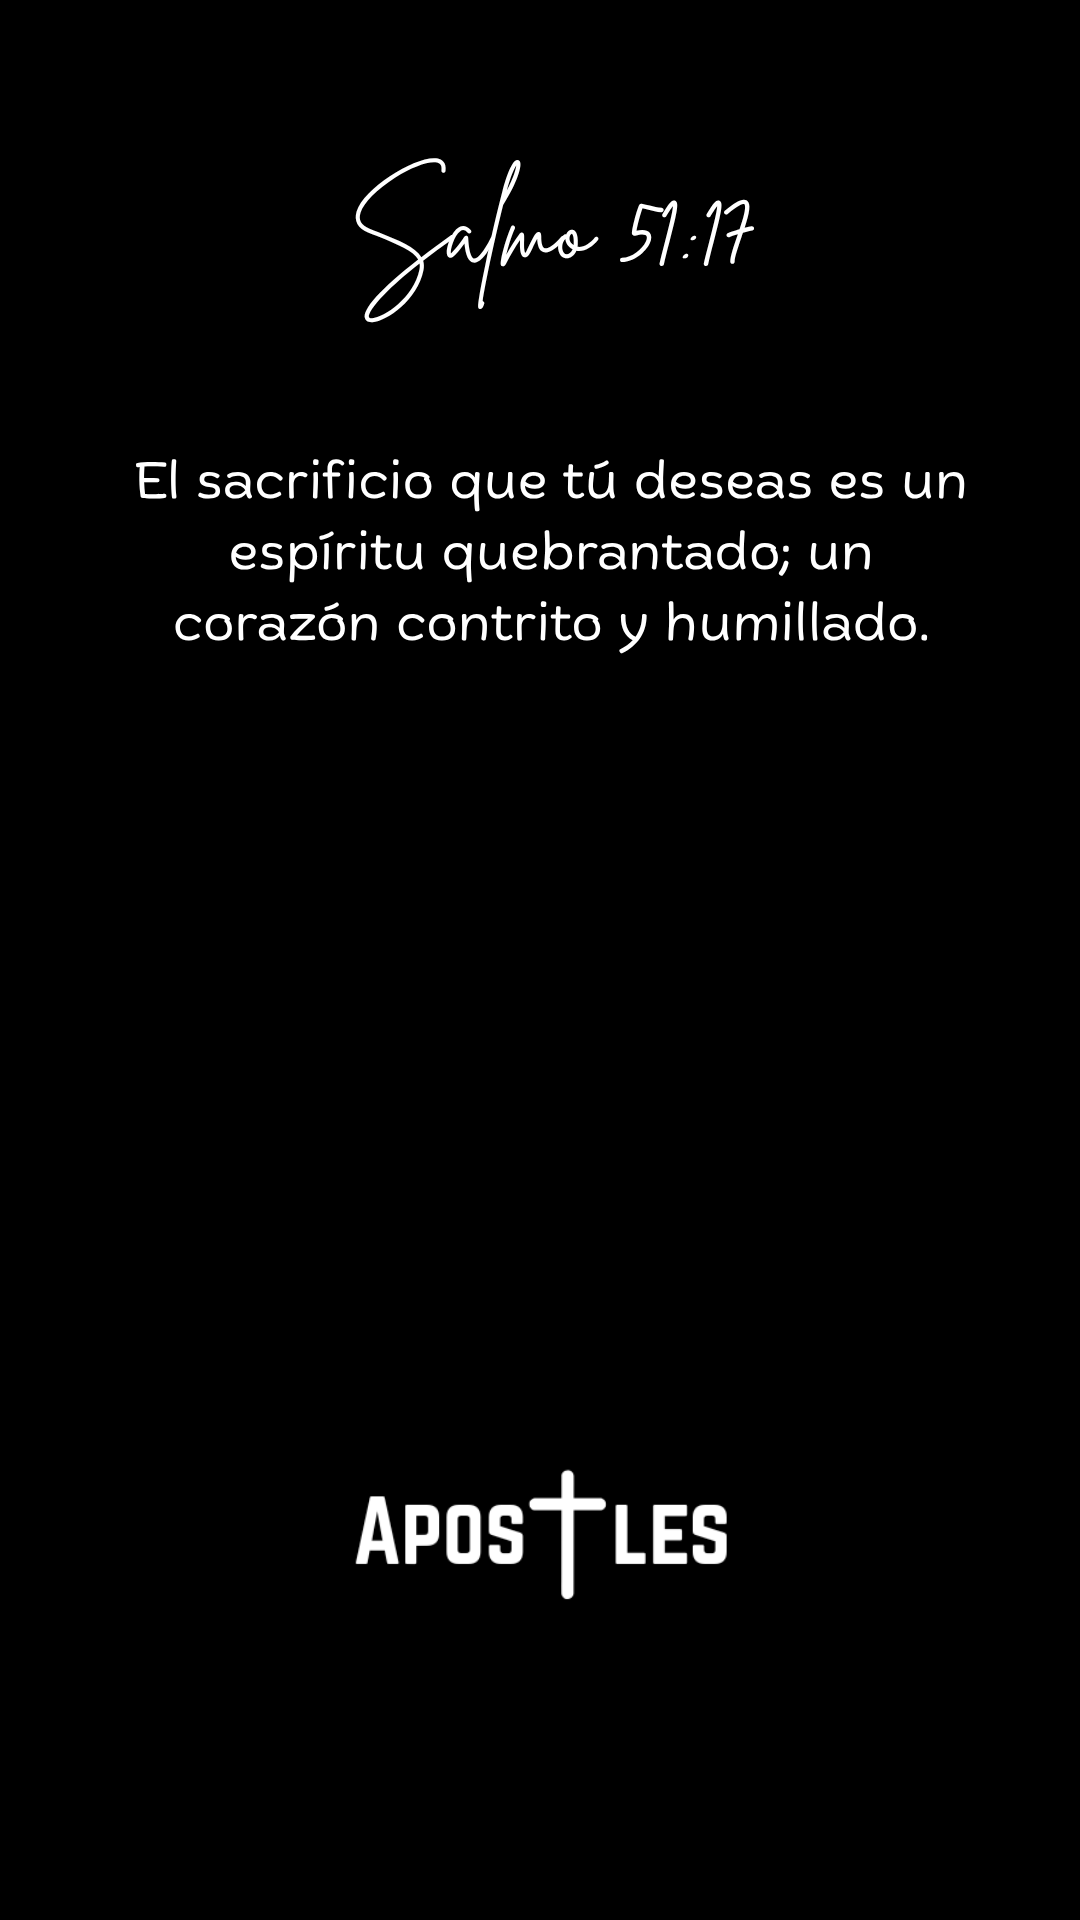 Salmo 51:17
El sacrificio que tú deseas es un
espíritu quebrantado; un
corazón contrito y humillado.
APOSTLES